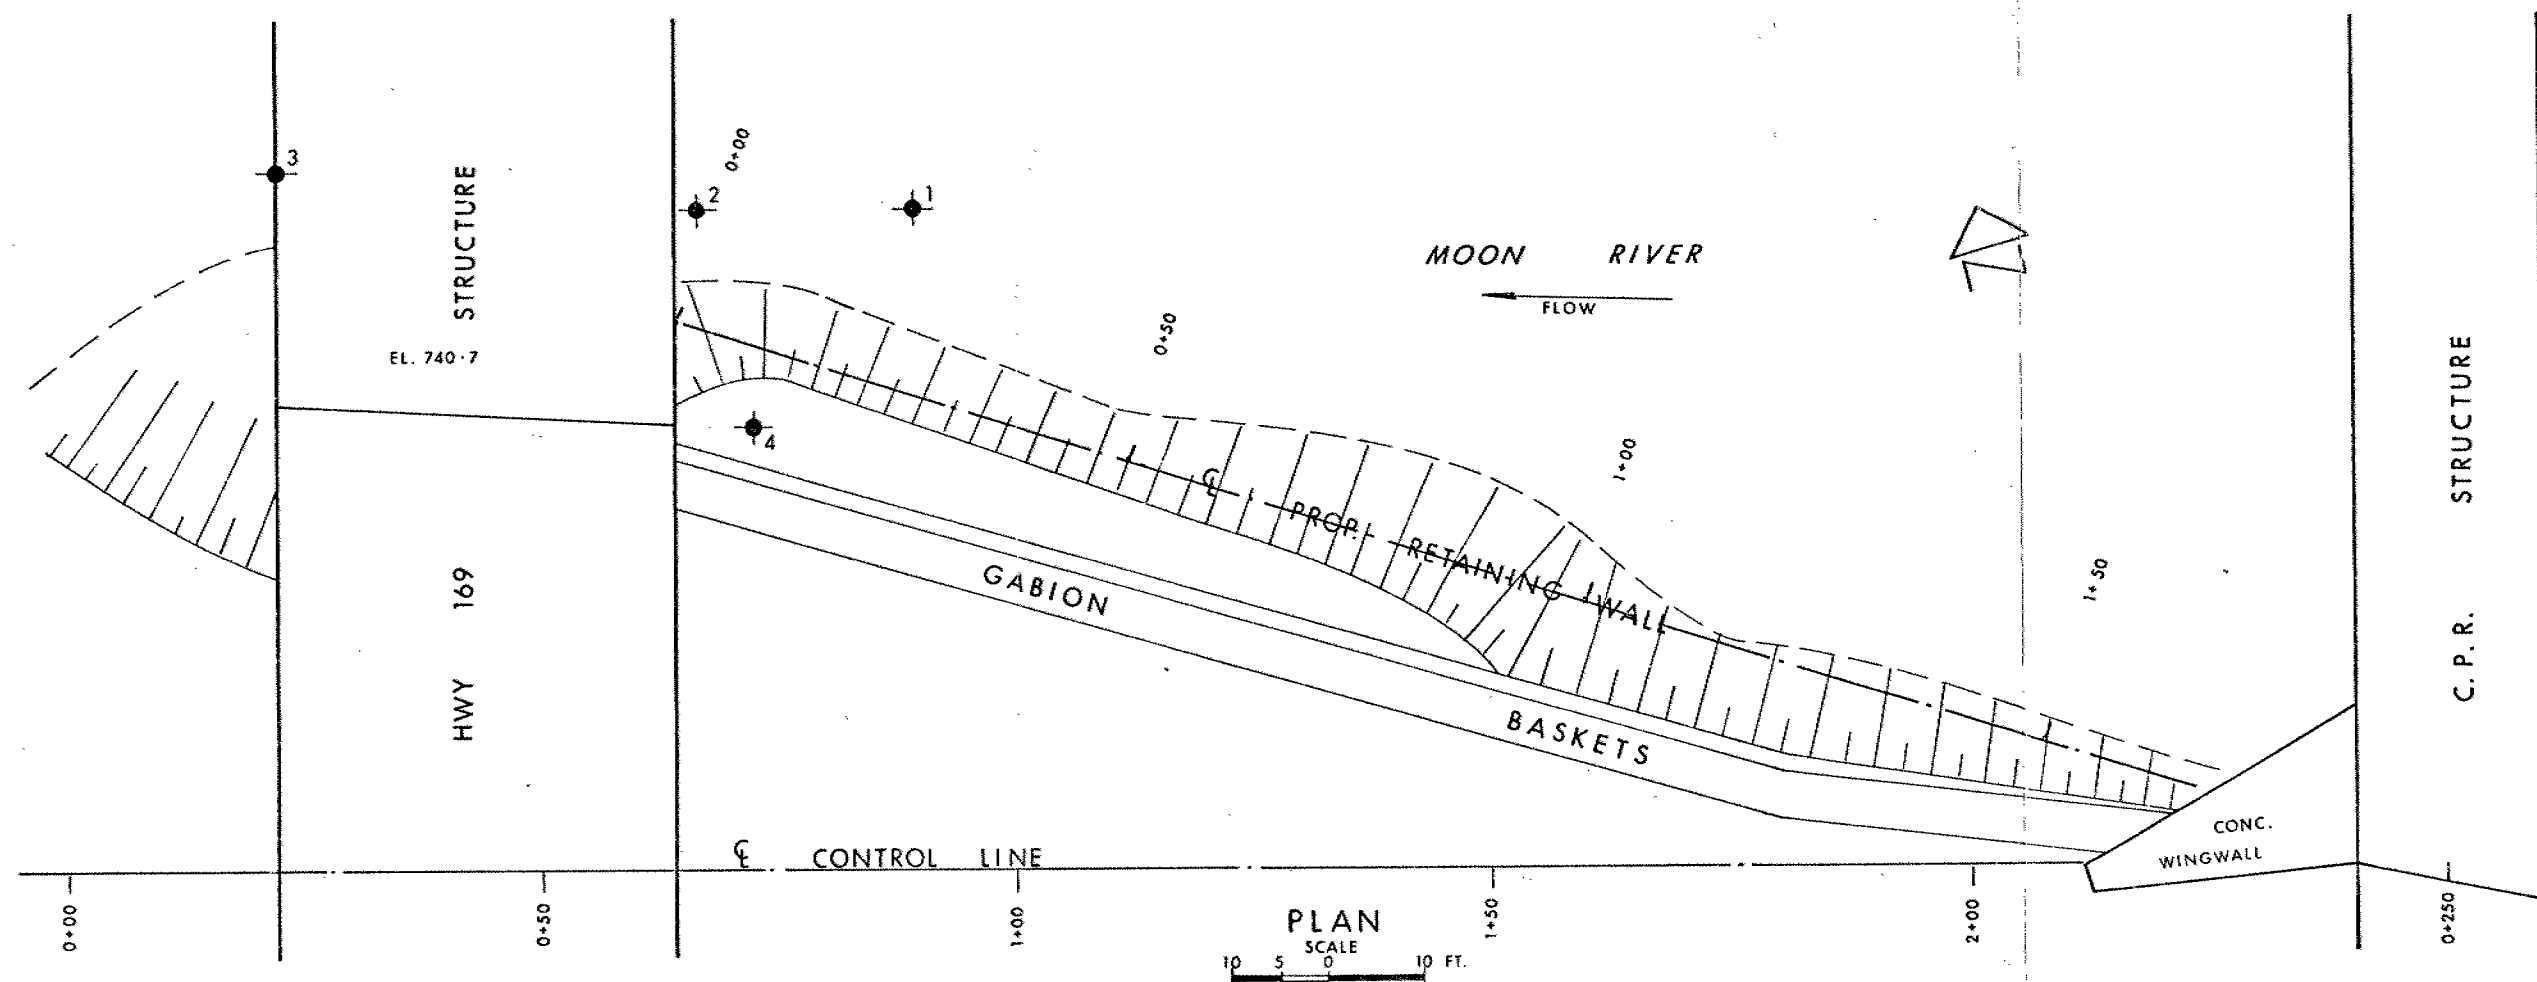 3
STRUCTURE
0+00
2
1
MOON RIVER
FLOW
EL. 740·7
0+50
STRUCTURE
4
℄
PROP. RETAINING WALL
1+00
1+50
HWY 169
GABION
BASKETS
C. P. R.
℄ CONTROL LINE
CONC.
WINGWALL
0+00
0+50
1+00
1+50
2+00
0+250
PLAN
SCALE
10 5 0 10 FT.